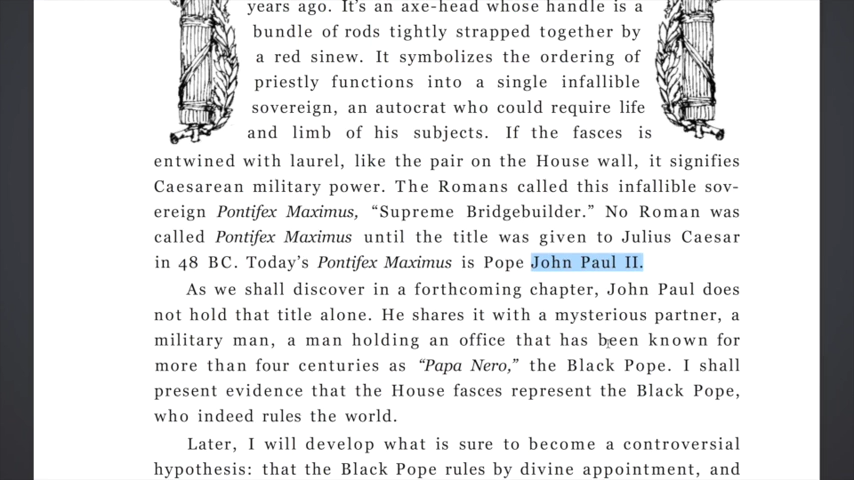 years ago. It's an axe-head whose handle is a
bundle of rods tightly strapped together by
a red sinew. It symbolizes the ordering of
priestly functions into a single infallible
sovereign, an autocrat who could require life
and limb of his subjects. If the fasces is
entwined with laurel, like the pair on the House wall, it signifies
Caesarean military power. The Romans called this infallible sov-
ereign Pontifex Maximus, “Supreme Bridgebuilder.” No Roman was
called Pontifex Maximus until the title was given to Julius Caesar
in 48 BC. Today's Pontifex Maximus is Pope John Paul II.
As we shall discover in a forthcoming chapter, John Paul does
not hold that title alone. He shares it with a mysterious partner, a
military man, a man holding an office that has been known for
more than four centuries as “Papa Nero,” the Black Pope. I shall
present evidence that the House fasces represent the Black Pope,
who indeed rules the world.
Later, I will develop what is sure to become a controversial
hypothesis: that the Black Pope rules by divine appointment, and